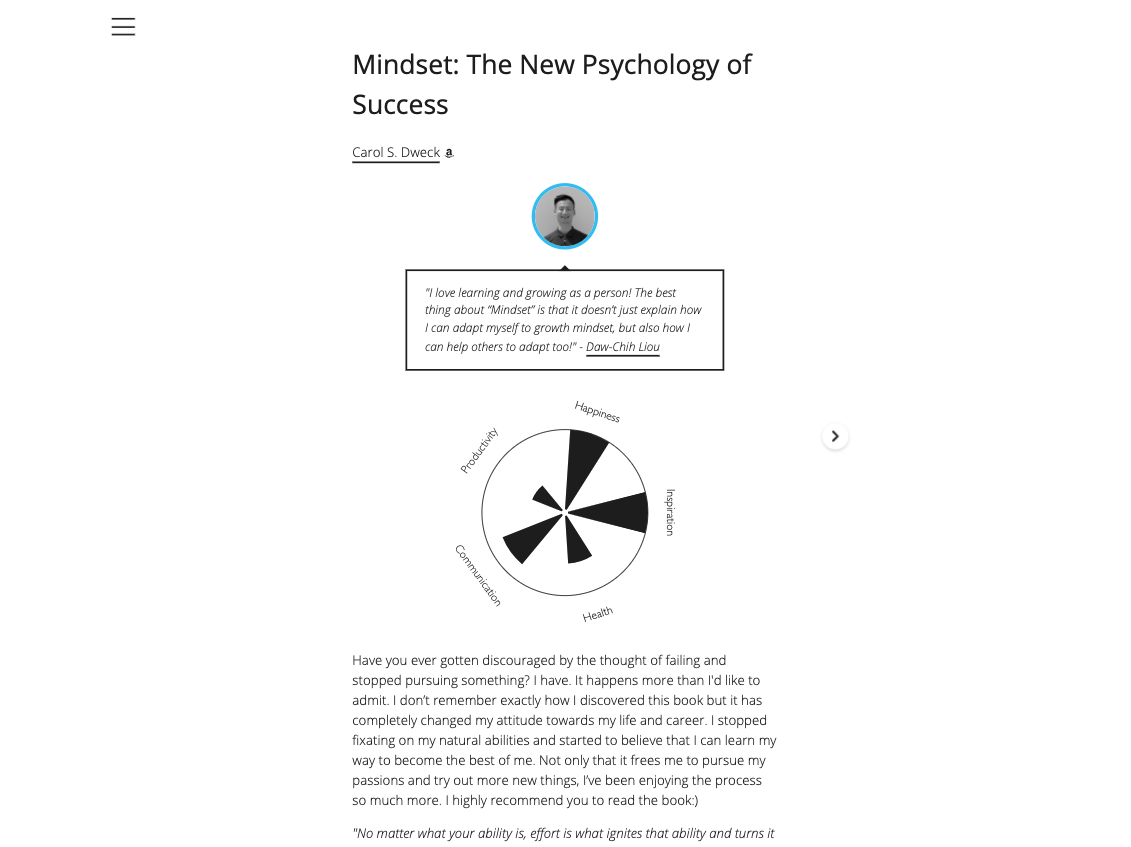 Mindset: The New Psychology of
Success
Carol S. Dweck a
"I love learning and growing as a person! The best
thing about “Mindset” is that it doesn’t just explain how
I can adapt myself to growth mindset, but also how I
can help others to adapt too!" - Daw-Chih Liou
Happiness
Productivity
Inspiration
Communication
Health
Have you ever gotten discouraged by the thought of failing and
stopped pursuing something? I have. It happens more than I'd like to
admit. I don’t remember exactly how I discovered this book but it has
completely changed my attitude towards my life and career. I stopped
fixating on my natural abilities and started to believe that I can learn my
way to become the best of me. Not only that it frees me to pursue my
passions and try out more new things, I’ve been enjoying the process
so much more. I highly recommend you to read the book:)
"No matter what your ability is, effort is what ignites that ability and turns it